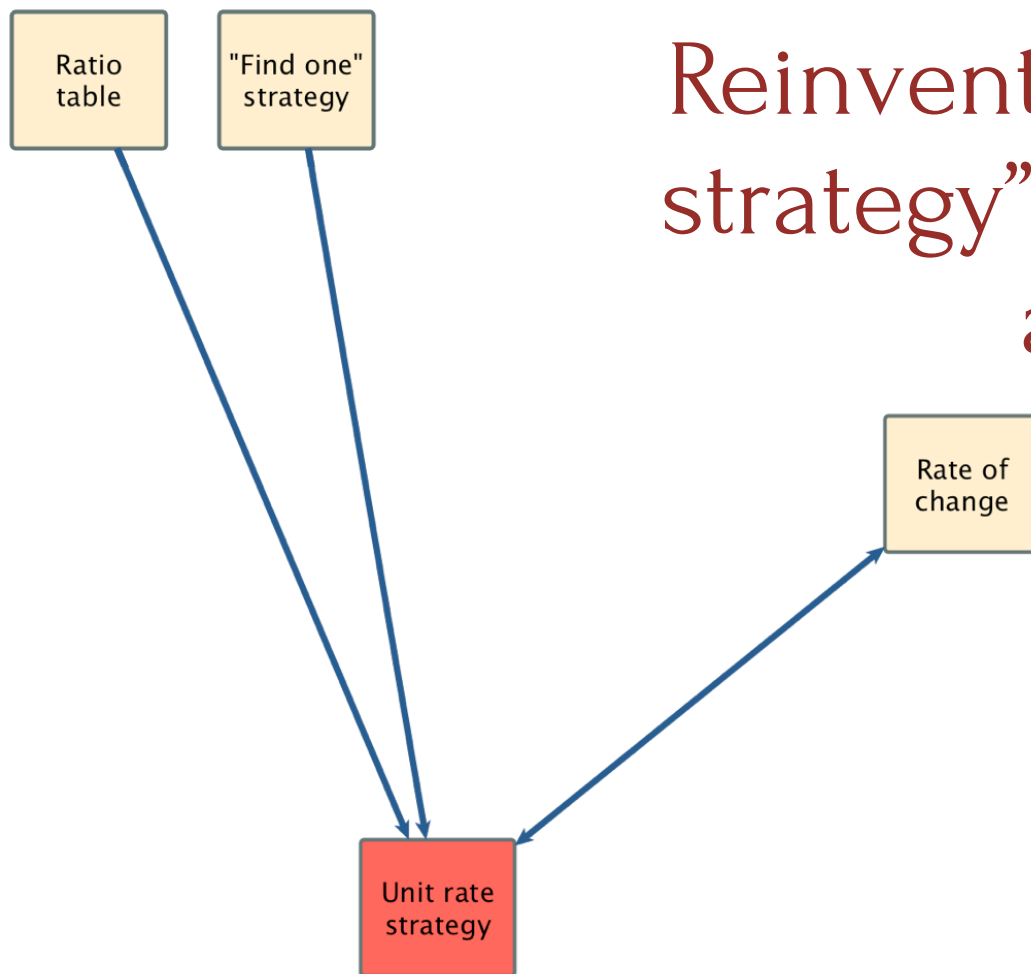 Ratio
table
"Find one"
strategy
Reinvent
strategy”
a
Rate of
change
Unit rate
strategy